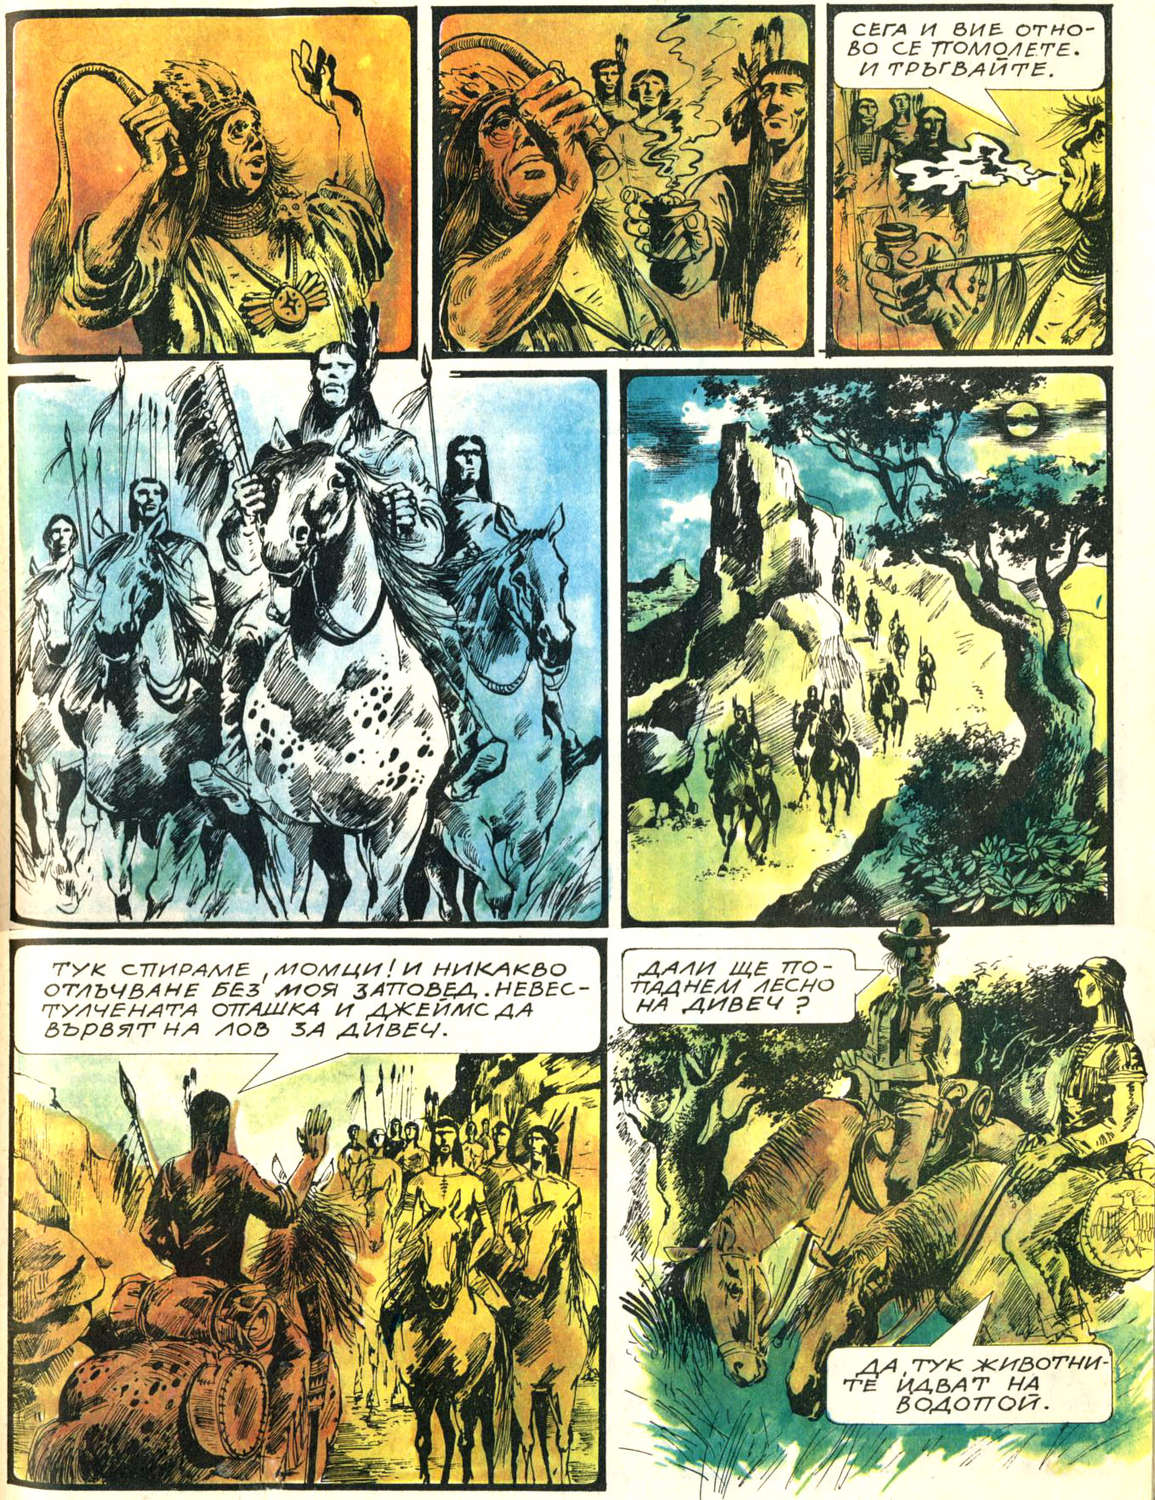 СЕГА И ВИЕ ОТНО-
ВО СЕ ПОМОЛЕТЕ.
И ТРЪГВАЙТЕ.
ТУК СПИРАМЕ, МОМЦИ! И НИКАКВО
ОТЛЪЧВАНЕ БЕЗ МОЯ ЗАПОВЕД. НЕВЕС-
ТУЛЧЕНАТА ОПАШКА И ДЖЕЙМС ДА
ВЪРВЯТ НА ЛОВ ЗА ДИВЕЧ.
ДАЛИ ЩЕ ПО-
ПАДНЕМ ЛЕСНО
НА ДИВЕЧ?
ДА, ТУК ЖИВОТНИ-
ТЕ ИДВАТ НА
ВОДОПОЙ.